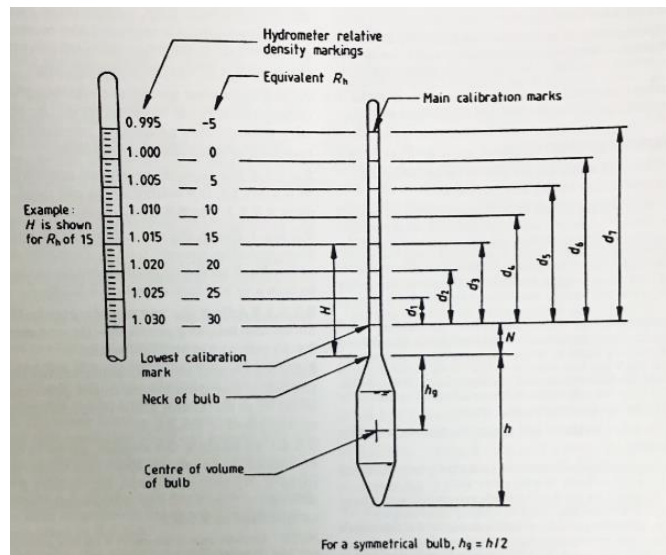 Hydrometer relative
density markings
Equivalent Rh
Main calibration marks
0.995 — -5
1.000 — 0
1.005 — 5
1.010 — 10
1.015 — 15
1.020 — 20
1.025 — 25
1.030 — 30
Example:
H is shown
for Rh of 15
H
d1
d2
d3
d4
d5
d6
d7
N
Lowest calibration
mark
Neck of bulb
hg
h
Centre of volume
of bulb
For a symmetrical bulb, hg = h/2